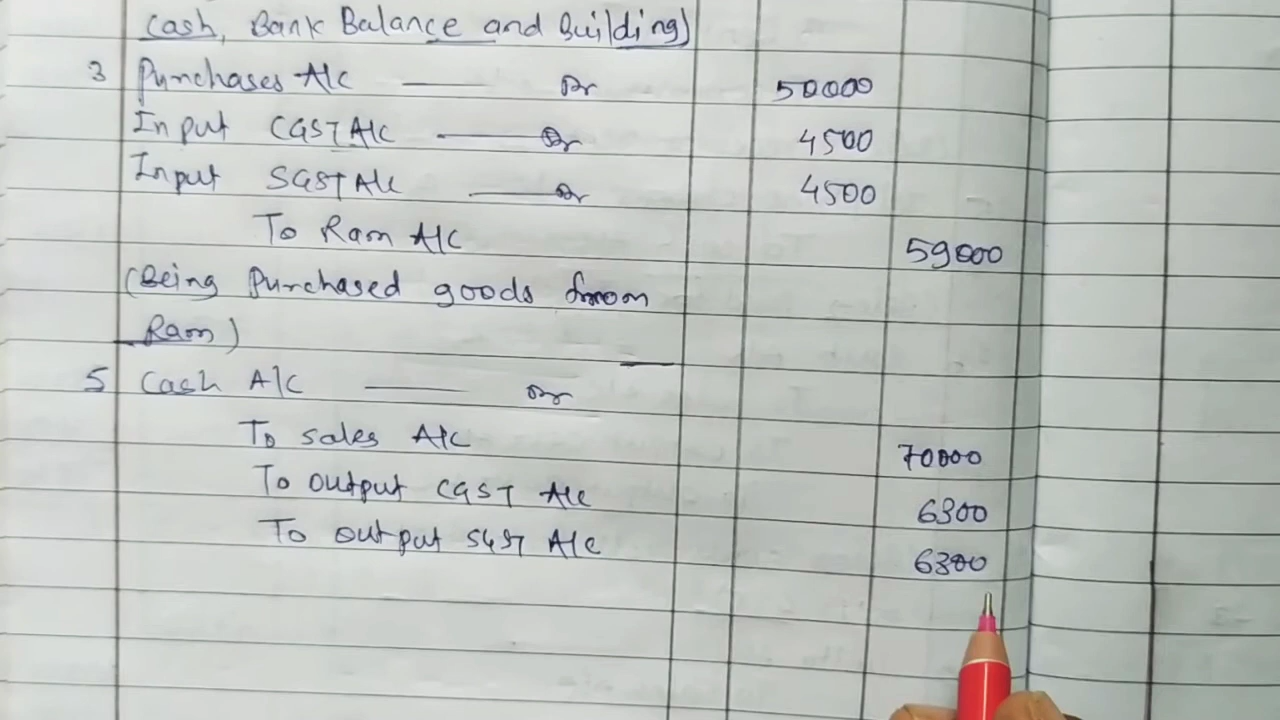 Cash, Bank Balance and Building)
3 Purchases A/c —— Dr 50000
Input CGST A/c —— Dr 4500
Input SGST A/c —— Dr 4500
To Ram A/c 59000
(Being Purchased goods from
Ram)
5 Cash A/c —— Dr
To Sales A/c 70000
To output CGST A/c 6300
To output SGST A/c 6300